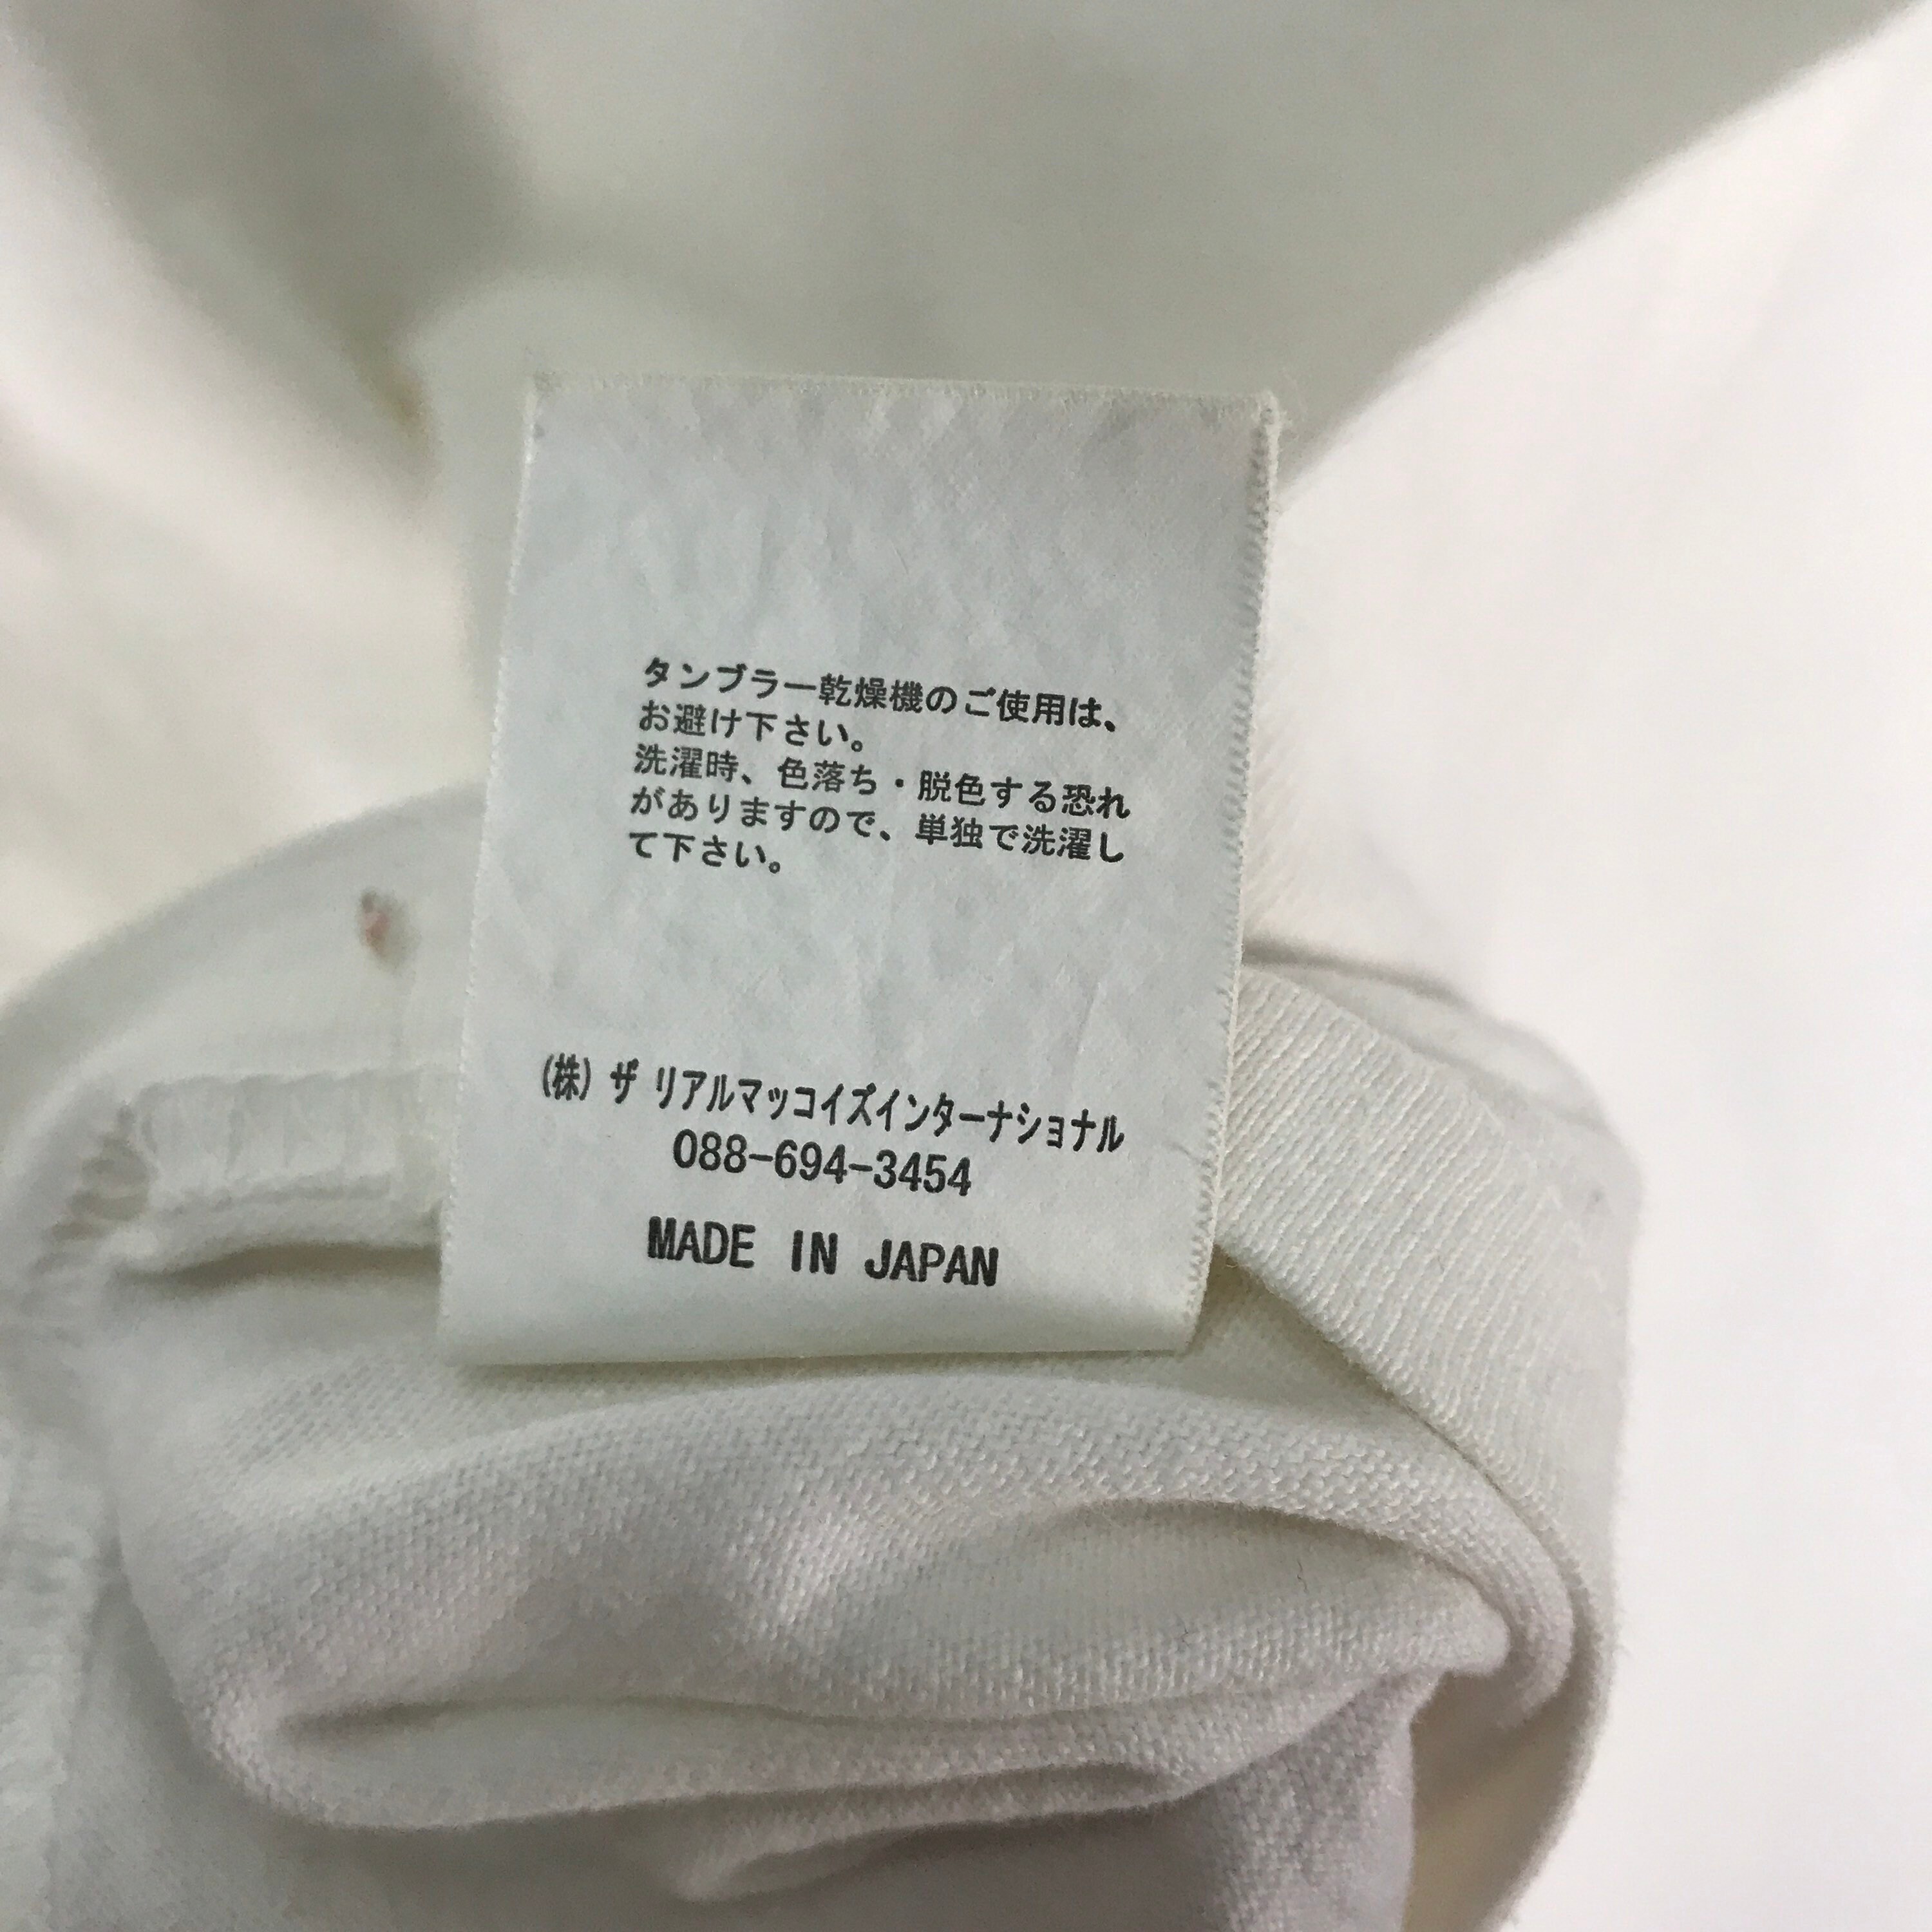 タンブラー乾燥機のご使用は、
お避け下さい。
洗濯時、色落ち・脱色する恐れ
がありますので、単独で洗濯し
て下さい。
(株) ザ リアルマッコイズインターナショナル
088-694-3454
MADE IN JAPAN